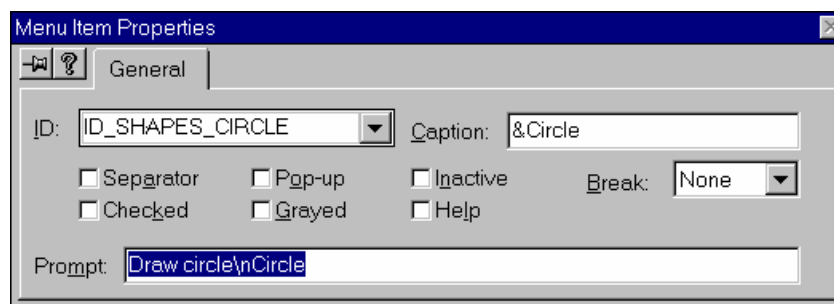 Menu Item Properties
General
ID: ID_SHAPES_CIRCLE Caption: &Circle
Separator Pop-up Inactive Break: None
Checked Grayed Help
Prompt: Draw circle\nCircle